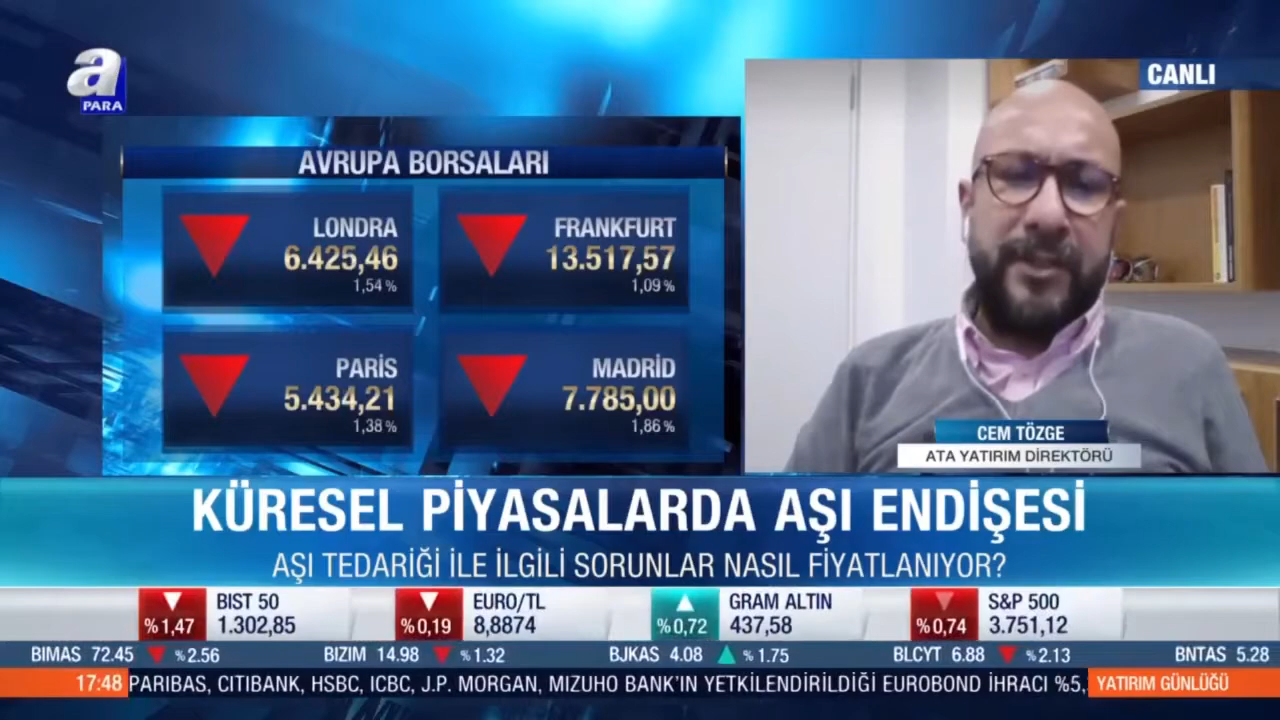 a
PARA
CANLI
AVRUPA BORSALARI
LONDRA
6.425,46
1,54 %
FRANKFURT
13.517,57
1,09 %
PARİS
5.434,21
1,38 %
MADRİD
7.785,00
1,86 %
CEM TÖZGE
ATA YATIRIM DİREKTÖRÜ
KÜRESEL PİYASALARDA AŞI ENDİŞESİ
AŞI TEDARİĞİ İLE İLGİLİ SORUNLAR NASIL FİYATLANIYOR?
%1,47 BIST 50 1.302,85
%0,19 EURO/TL 8,8874
%0,72 GRAM ALTIN 437,58
%0,74 S&P 500 3.751,12
BIMAS 72.45 %2.56 BIZIM 14.98 %1.32 BJKAS 4.08 %1.75 BLCYT 6.88 %2.13 BNTAS 5.28
17:48 PARIBAS, CITIBANK, HSBC, ICBC, J.P. MORGAN, MIZUHO BANK'IN YETKİLENDİRİLDİĞİ EUROBOND İHRACI %5, YATIRIM GÜNLÜĞÜ